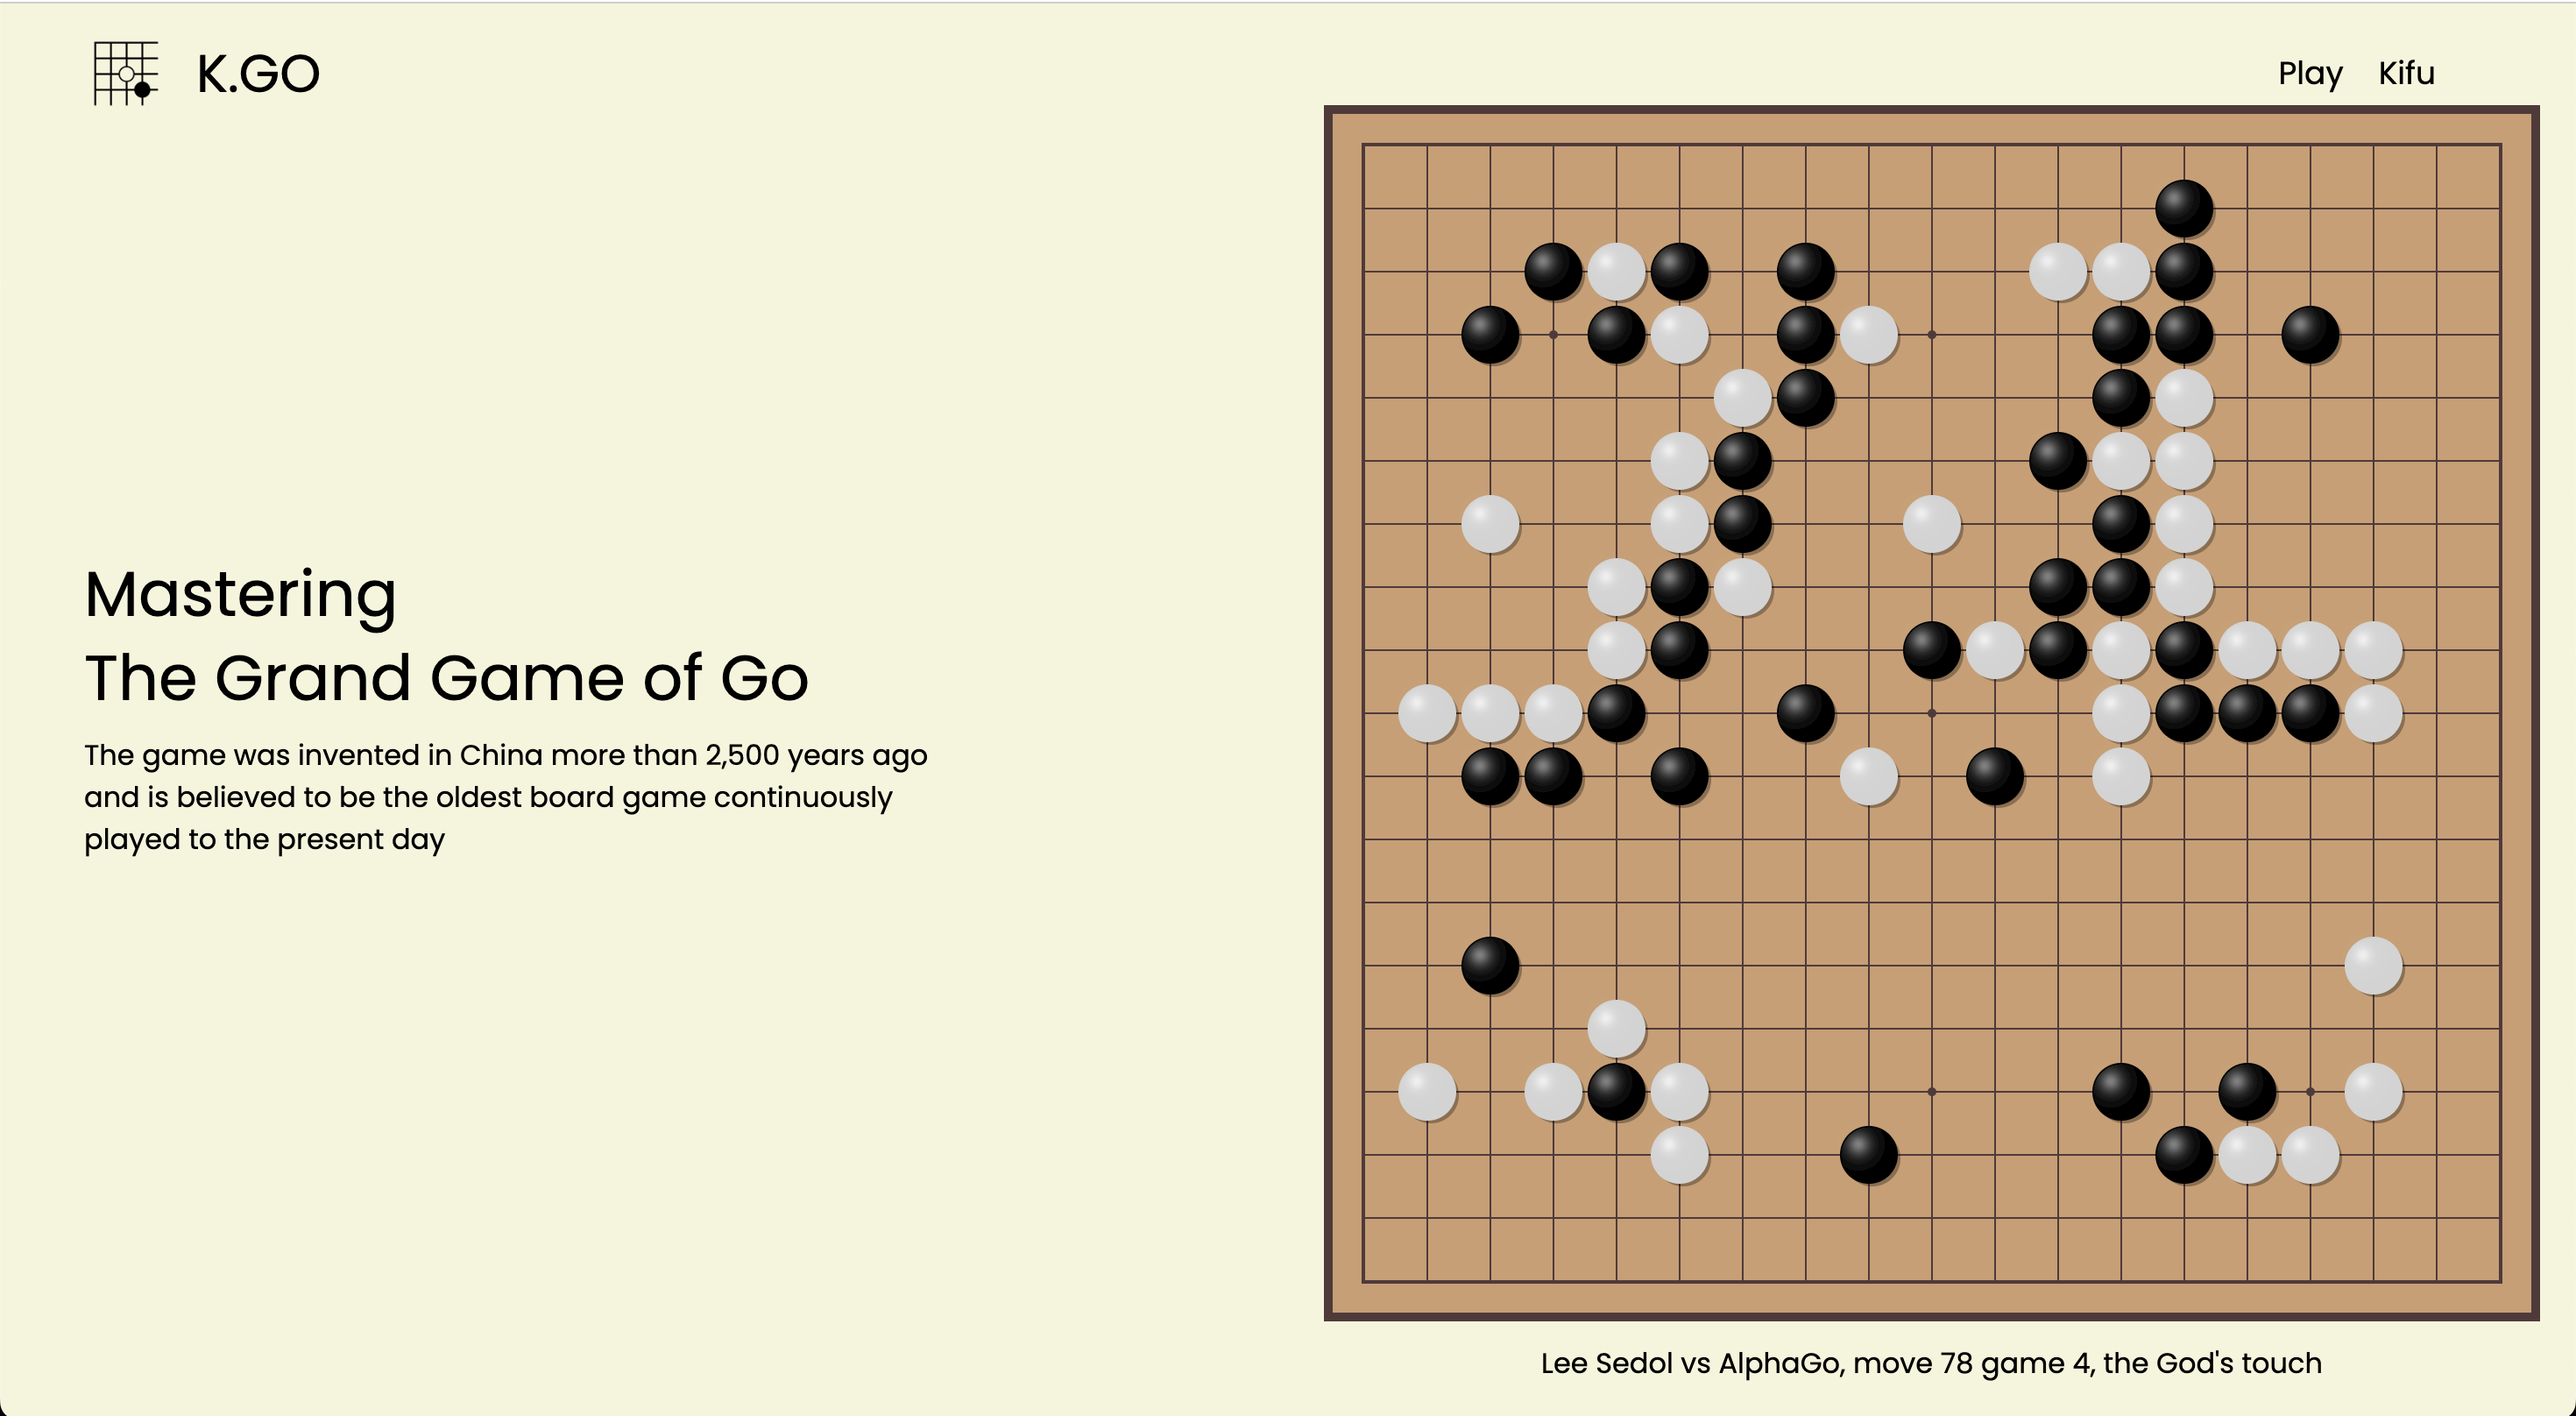 K.GO
Play Kifu
Mastering
The Grand Game of Go
The game was invented in China more than 2,500 years ago
and is believed to be the oldest board game continuously
played to the present day
Lee Sedol vs AlphaGo, move 78 game 4, the God's touch